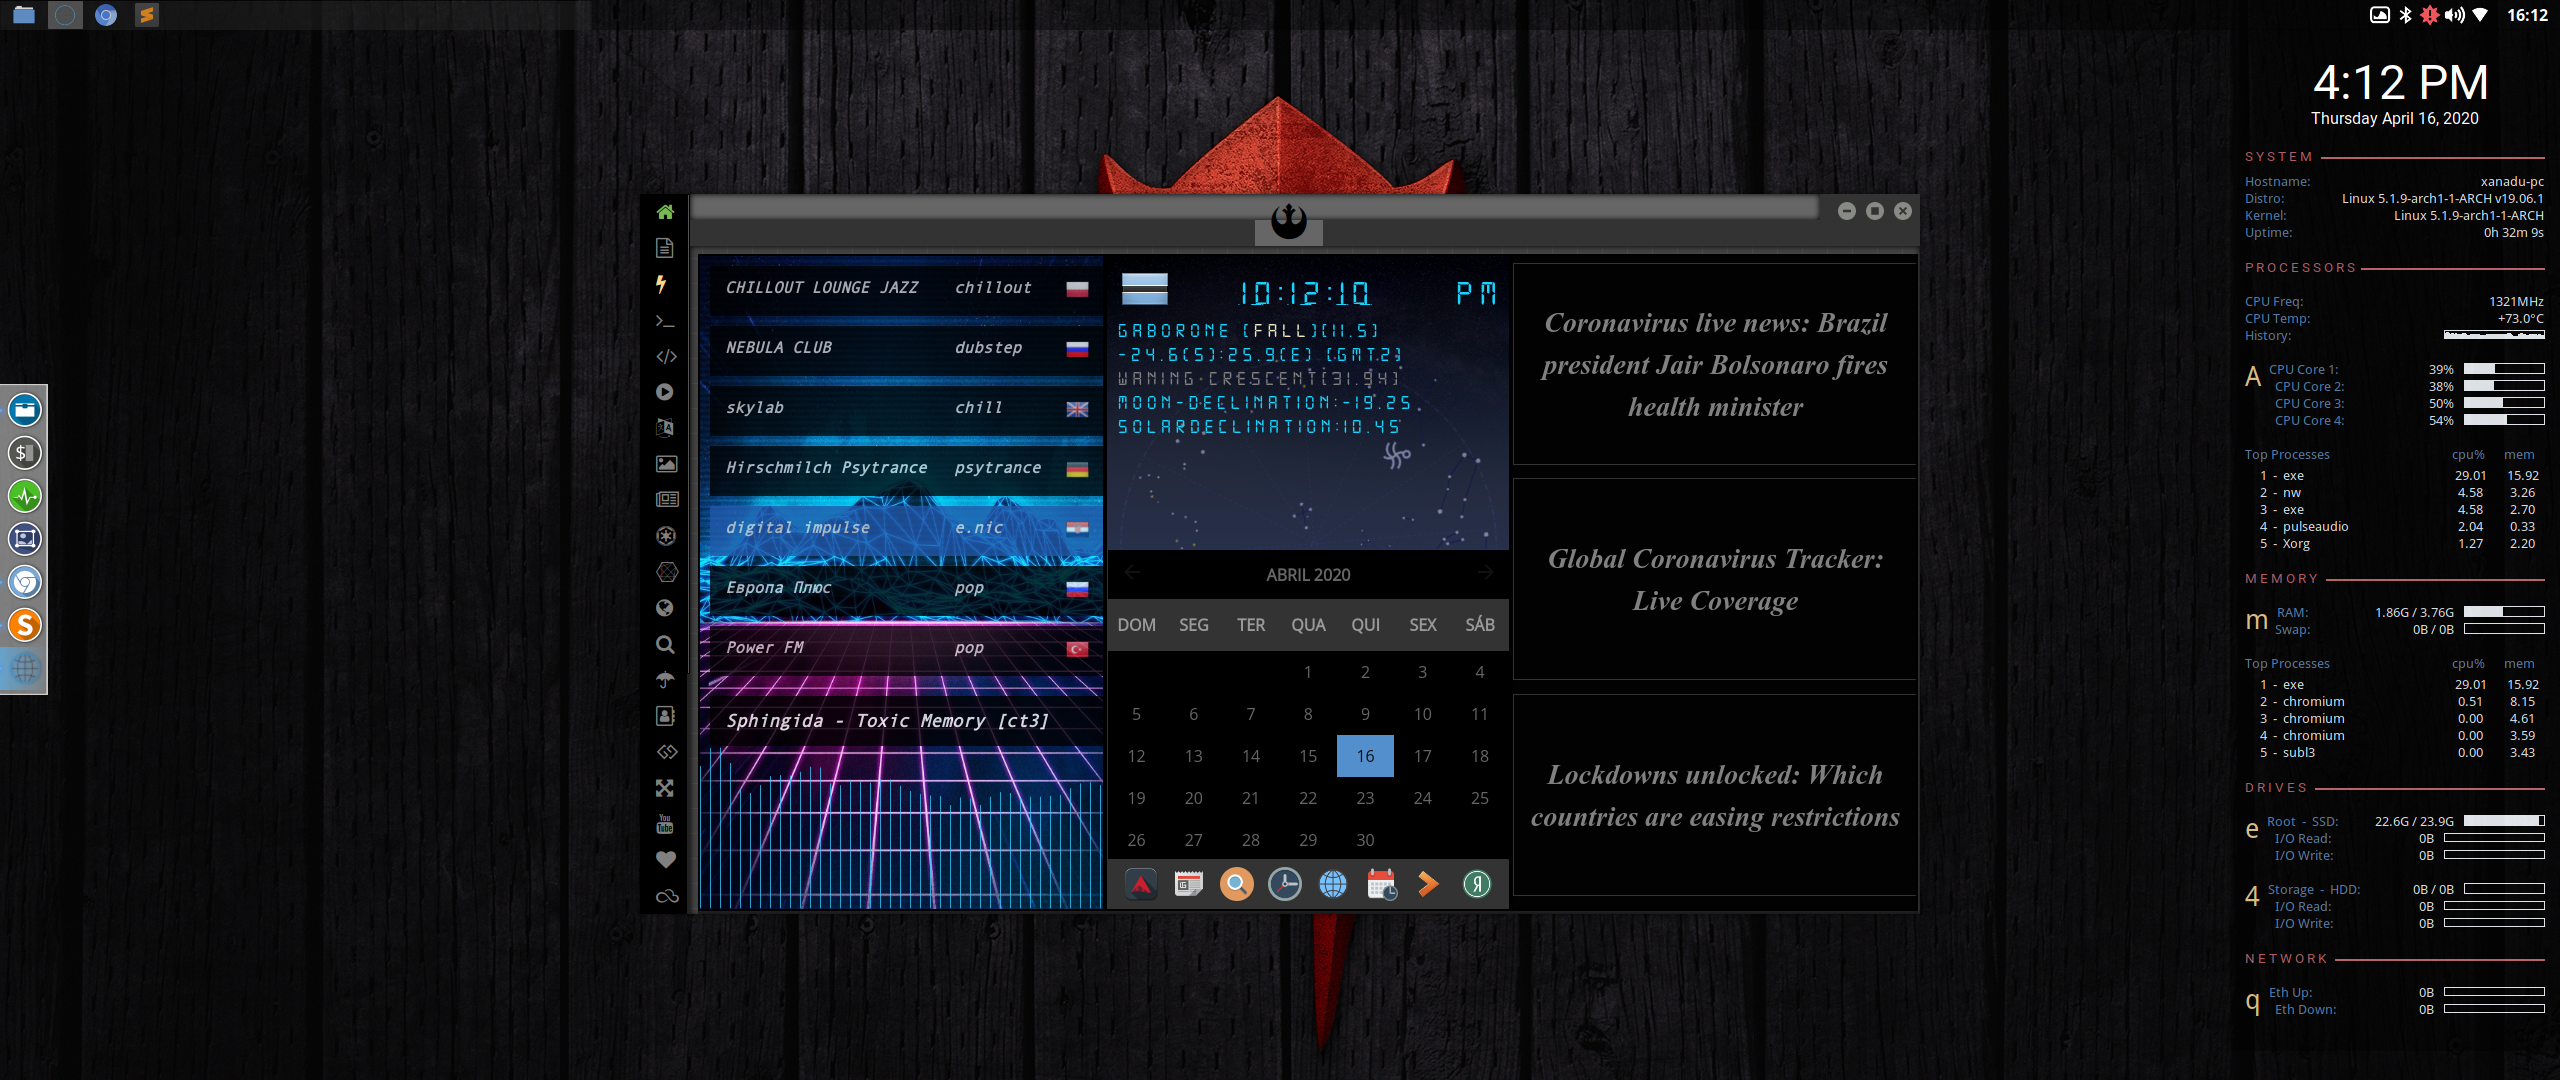 16:12
4:12 PM
Thursday April 16, 2020
SYSTEM
Hostname: xanadu-pc
Distro: Linux 5.1.9-arch1-1-ARCH v19.06.1
Kernel: Linux 5.1.9-arch1-1-ARCH
Uptime: 0h 32m 9s
PROCESSORS
CPU Freq: 1321MHz
CPU Temp: +73.0°C
History:
A CPU Core 1: 39%
CPU Core 2: 38%
CPU Core 3: 50%
CPU Core 4: 54%
Top Processes cpu% mem
1 - exe 29.01 15.92
2 - nw 4.58 3.26
3 - exe 4.58 2.70
4 - pulseaudio 2.04 0.33
5 - Xorg 1.27 2.20
MEMORY
m RAM: 1.86G / 3.76G
Swap: 0B / 0B
Top Processes cpu% mem
1 - exe 29.01 15.92
2 - chromium 0.51 8.15
3 - chromium 0.00 4.61
4 - chromium 0.00 3.59
5 - subl3 0.00 3.43
DRIVES
e Root - SSD: 22.6G / 23.9G
I/O Read: 0B
I/O Write: 0B
4 Storage - HDD: 0B / 0B
I/O Read: 0B
I/O Write: 0B
NETWORK
q Eth Up: 0B
Eth Down: 0B
CHILLOUT LOUNGE JAZZ chillout
NEBULA CLUB dubstep
skylab chill
Hirschmilch Psytrance psytrance
digital impulse e.nic
Европа Плюс pop
Power FM pop
Sphingida - Toxic Memory [ct3]
10:12:10 PM
GABORONE (FALL)(11.5)
-24.6(S):25.9(E) (GMT.2)
WANING CRESCENT(31.94)
MOON-DECLINATION:-19.25
SOLARDECLINATION:10.45
ABRIL 2020
DOM SEG TER QUA QUI SEX SÁB
1 2 3 4
5 6 7 8 9 10 11
12 13 14 15 16 17 18
19 20 21 22 23 24 25
26 27 28 29 30
Coronavirus live news: Brazil
president Jair Bolsonaro fires
health minister
Global Coronavirus Tracker:
Live Coverage
Lockdowns unlocked: Which
countries are easing restrictions
You
Tube